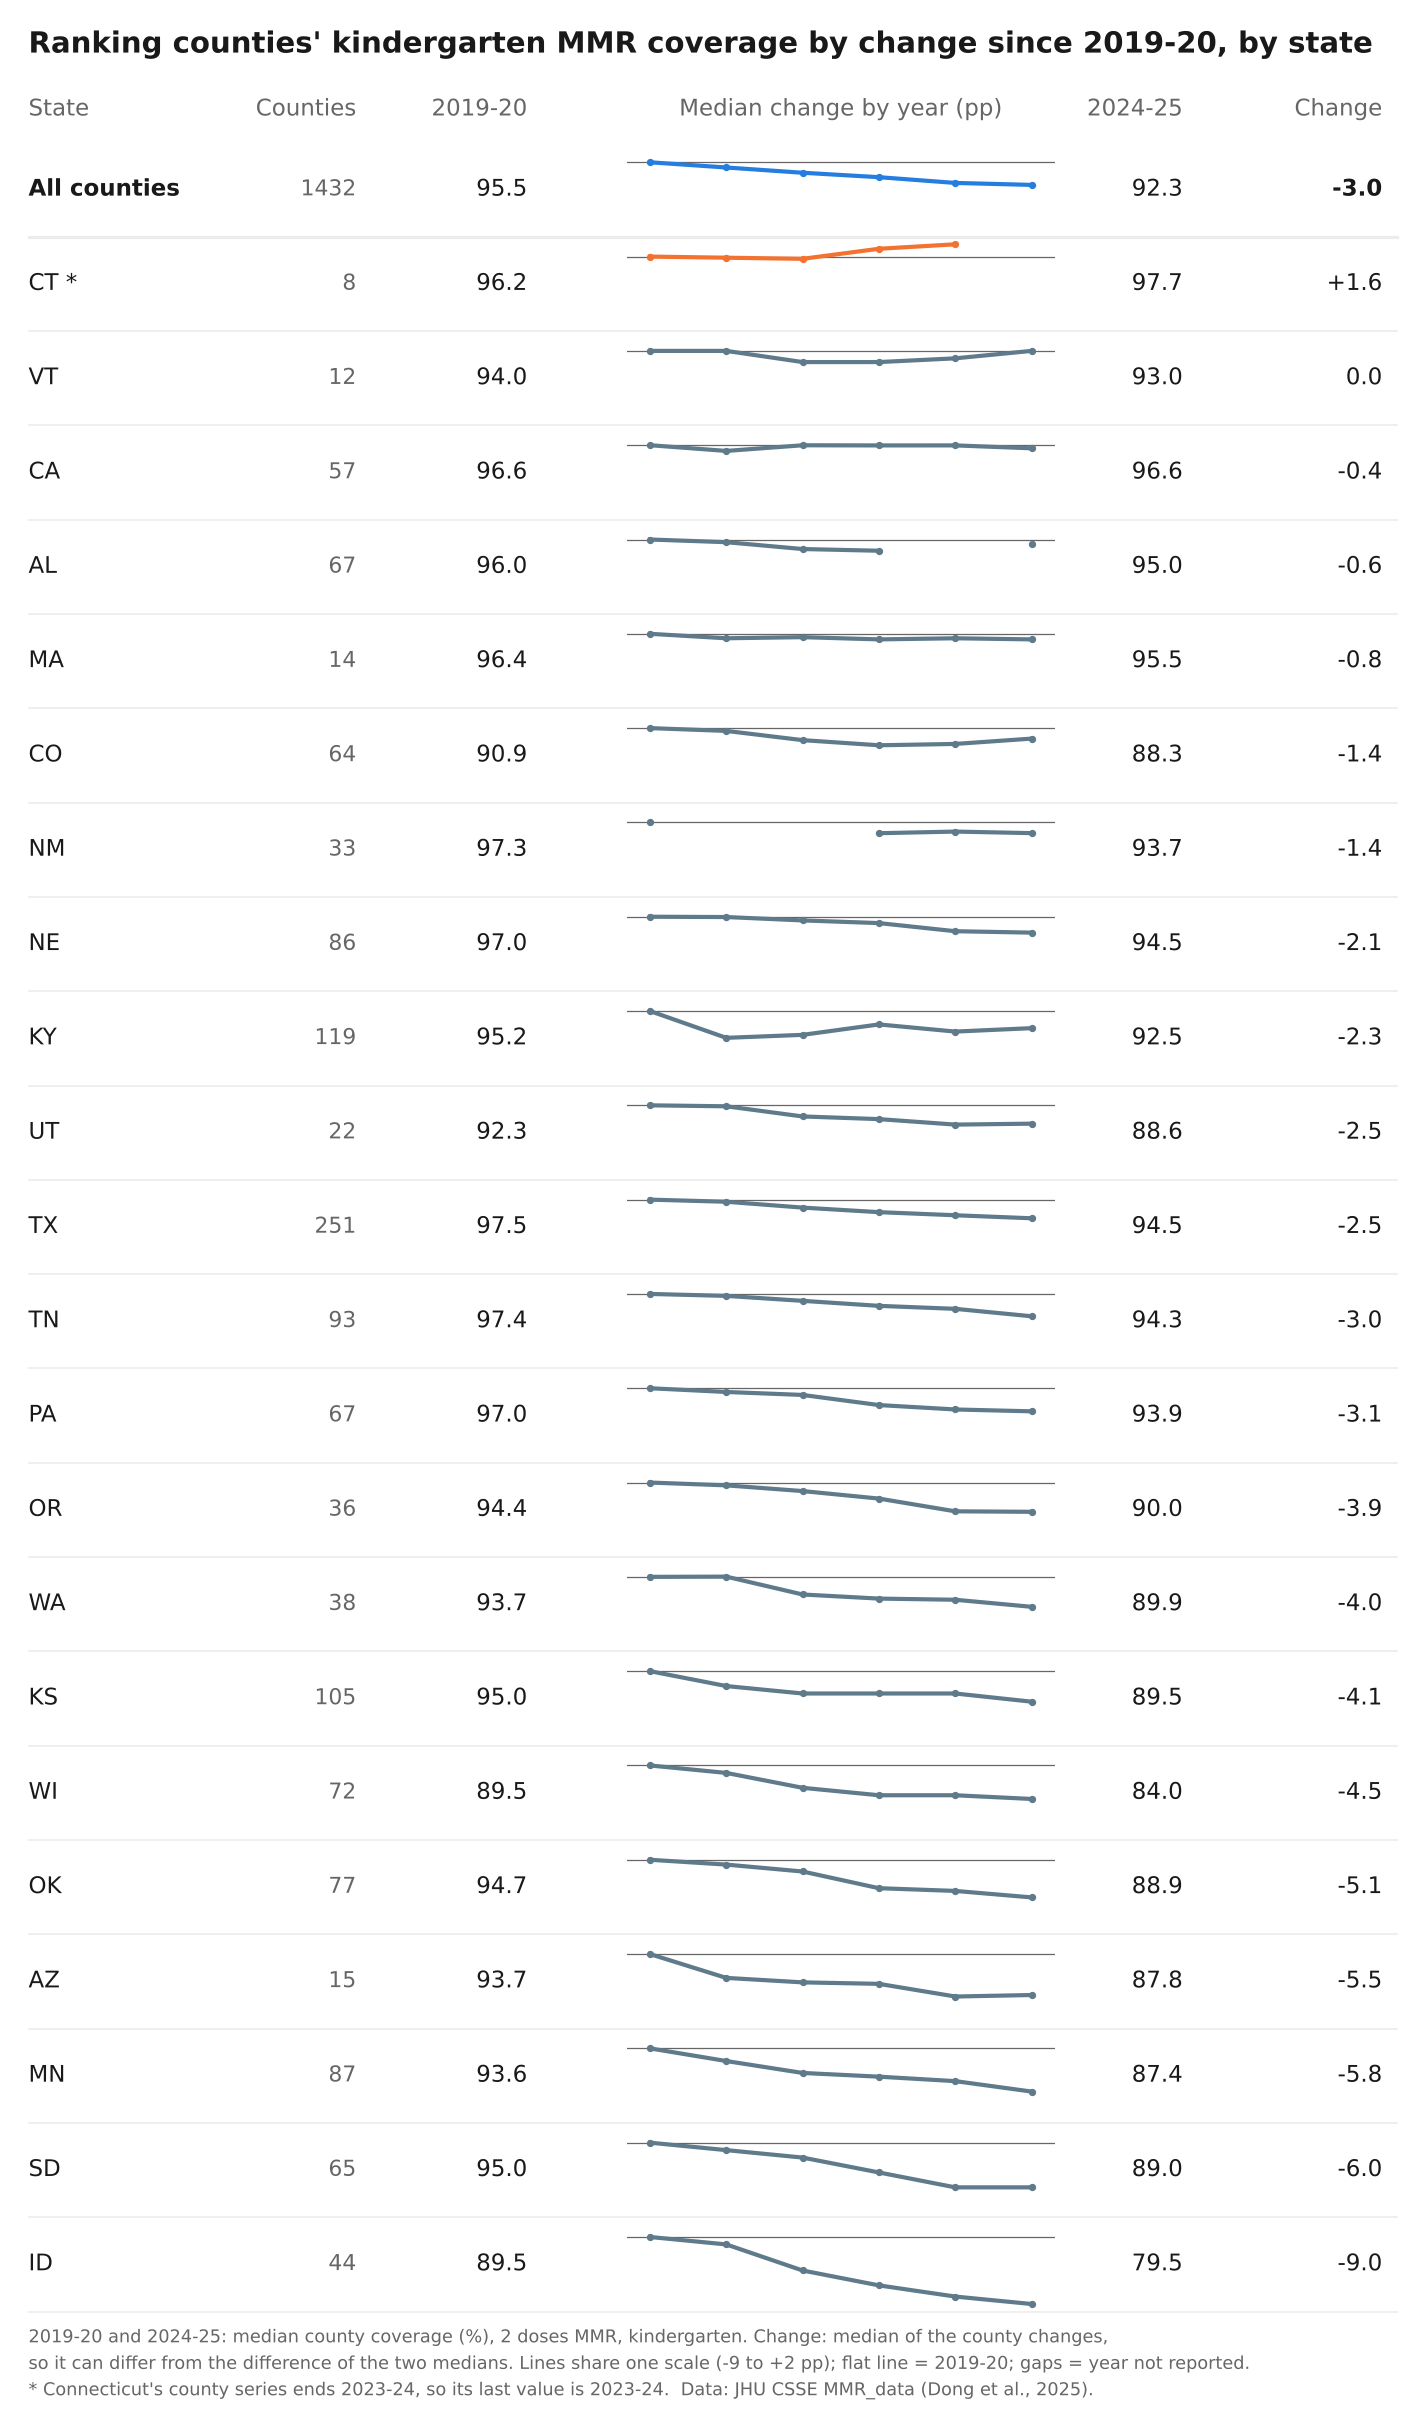 Ranking counties' kindergarten MMR coverage by change since 2019-20, by state
State Counties 2019-20 Median change by year (pp) 2024-25 Change
All counties 1432 95.5 92.3 -3.0
CT * 8 96.2 97.7 +1.6
VT 12 94.0 93.0 0.0
CA 57 96.6 96.6 -0.4
AL 67 96.0 95.0 -0.6
MA 14 96.4 95.5 -0.8
CO 64 90.9 88.3 -1.4
NM 33 97.3 93.7 -1.4
NE 86 97.0 94.5 -2.1
KY 119 95.2 92.5 -2.3
UT 22 92.3 88.6 -2.5
TX 251 97.5 94.5 -2.5
TN 93 97.4 94.3 -3.0
PA 67 97.0 93.9 -3.1
OR 36 94.4 90.0 -3.9
WA 38 93.7 89.9 -4.0
KS 105 95.0 89.5 -4.1
WI 72 89.5 84.0 -4.5
OK 77 94.7 88.9 -5.1
AZ 15 93.7 87.8 -5.5
MN 87 93.6 87.4 -5.8
SD 65 95.0 89.0 -6.0
ID 44 89.5 79.5 -9.0
2019-20 and 2024-25: median county coverage (%), 2 doses MMR, kindergarten. Change: median of the county changes,
so it can differ from the difference of the two medians. Lines share one scale (-9 to +2 pp); flat line = 2019-20; gaps = year not reported.
* Connecticut's county series ends 2023-24, so its last value is 2023-24.  Data: JHU CSSE MMR_data (Dong et al., 2025).